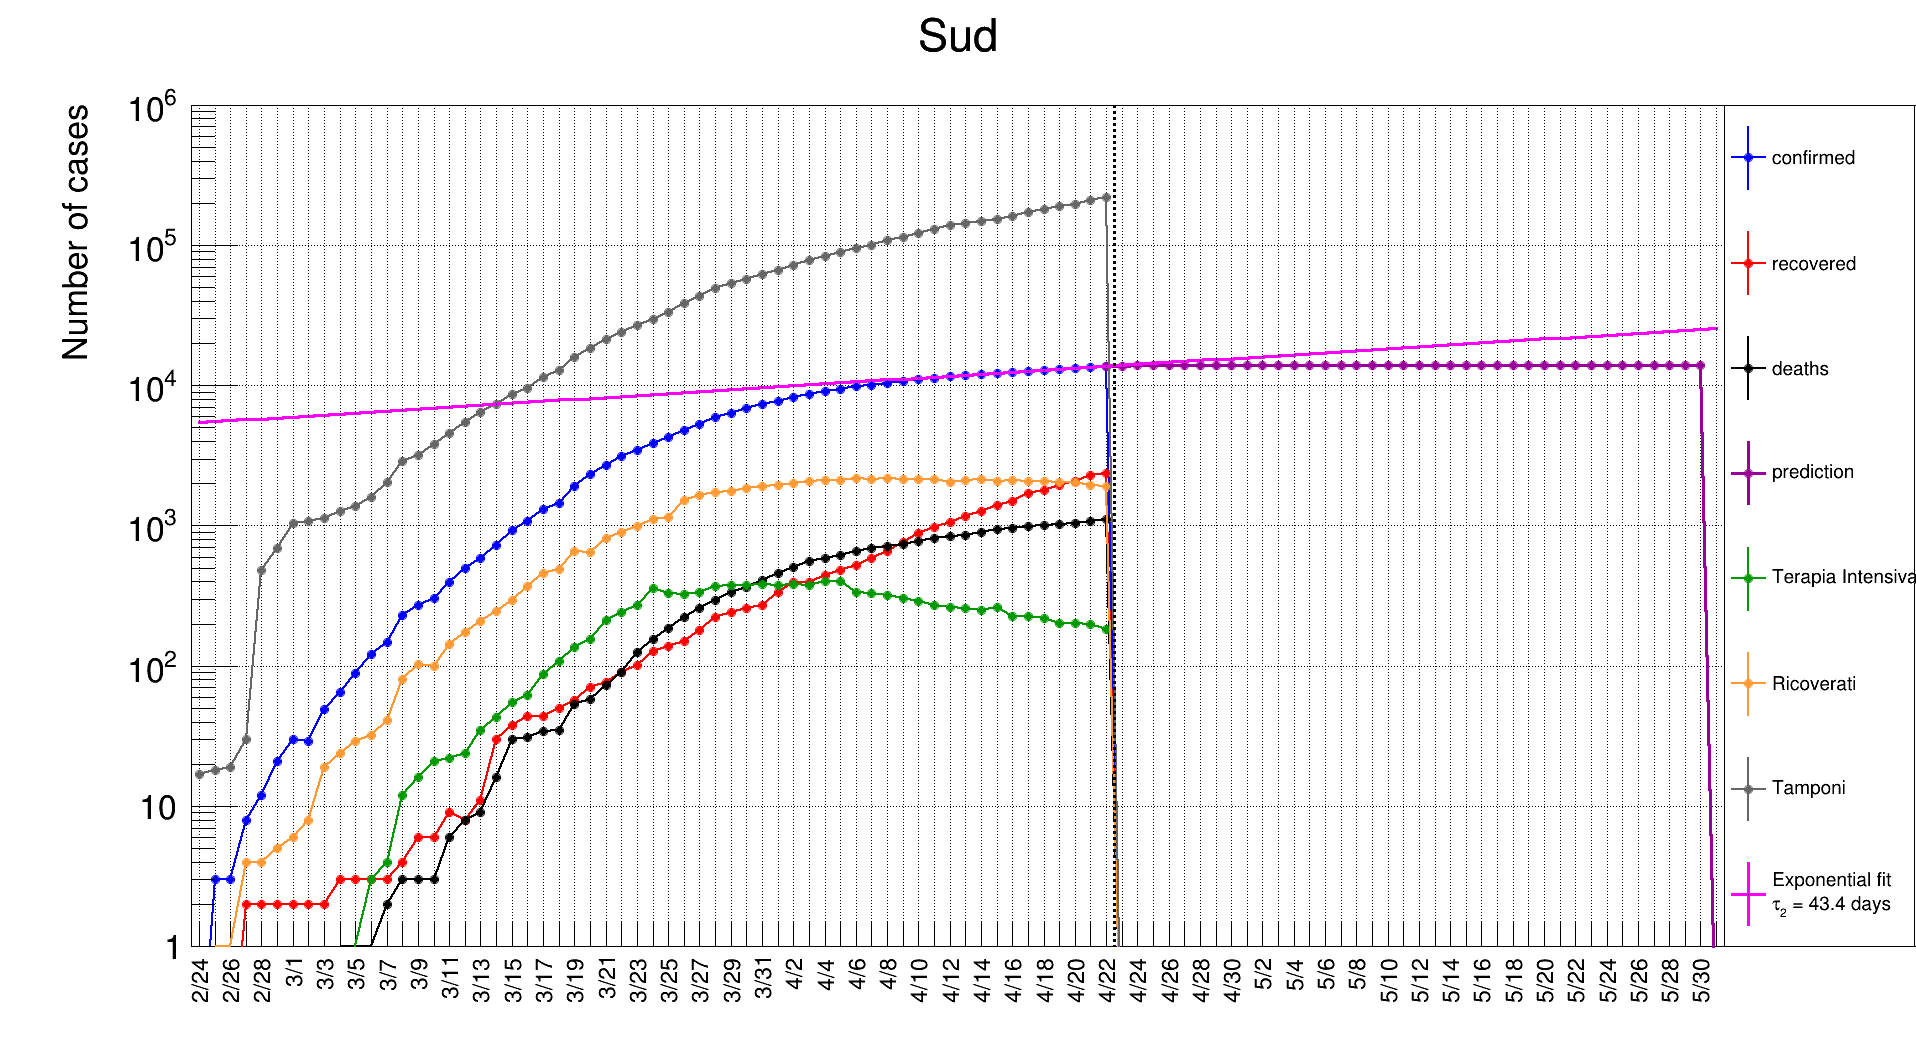 Sud
Number of cases
10^6
10^5
10^4
10^3
10^2
10
1
2/24 2/26 2/28 3/1 3/3 3/5 3/7 3/9 3/11 3/13 3/15 3/17 3/19 3/21 3/23 3/25 3/27 3/29 3/31 4/2 4/4 4/6 4/8 4/10 4/12 4/14 4/16 4/18 4/20 4/22 4/24 4/26 4/28 4/30 5/2 5/4 5/6 5/8 5/10 5/12 5/14 5/16 5/18 5/20 5/22 5/24 5/26 5/28 5/30
confirmed
recovered
deaths
prediction
Terapia Intensiva
Ricoverati
Tamponi
Exponential fit
τ₂ = 43.4 days